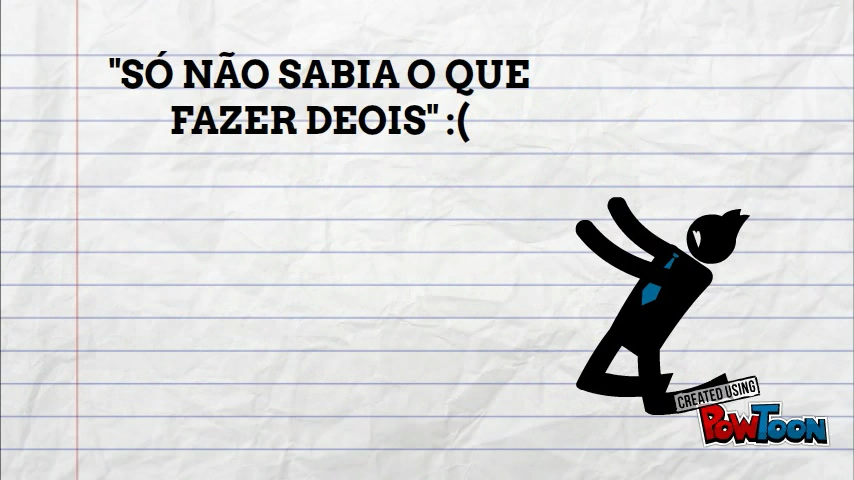 "SÓ NÃO SABIA O QUE
FAZER DEOIS" :(
CREATED USING
POWTOON